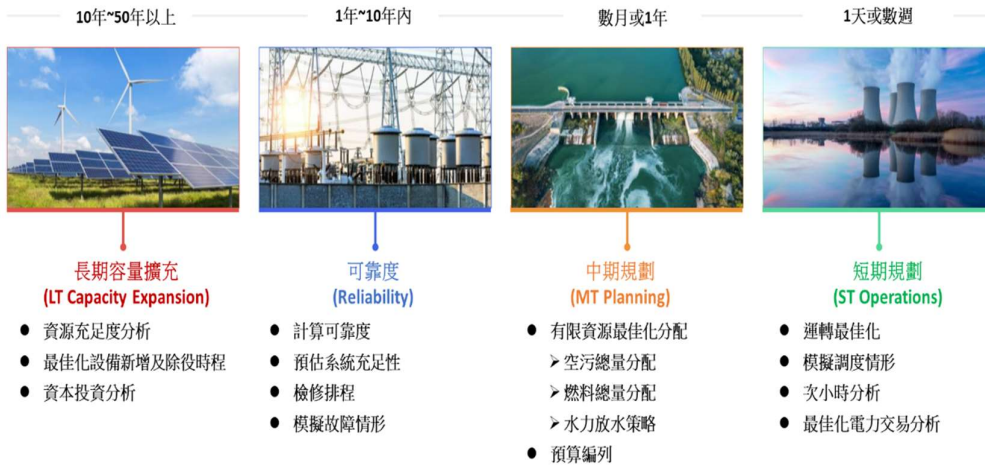 10年~50年以上
1年~10年內
數月或1年
1天或數週
長期容量擴充
(LT Capacity Expansion)
● 資源充足度分析
● 最佳化設備新增及除役時程
● 資本投資分析
可靠度
(Reliability)
● 計算可靠度
● 預估系統充足性
● 檢修排程
● 模擬故障情形
中期規劃
(MT Planning)
● 有限資源最佳化分配
➤ 空污總量分配
➤ 燃料總量分配
➤ 水力放水策略
● 預算編列
短期規劃
(ST Operations)
● 運轉最佳化
● 模擬調度情形
● 次小時分析
● 最佳化電力交易分析